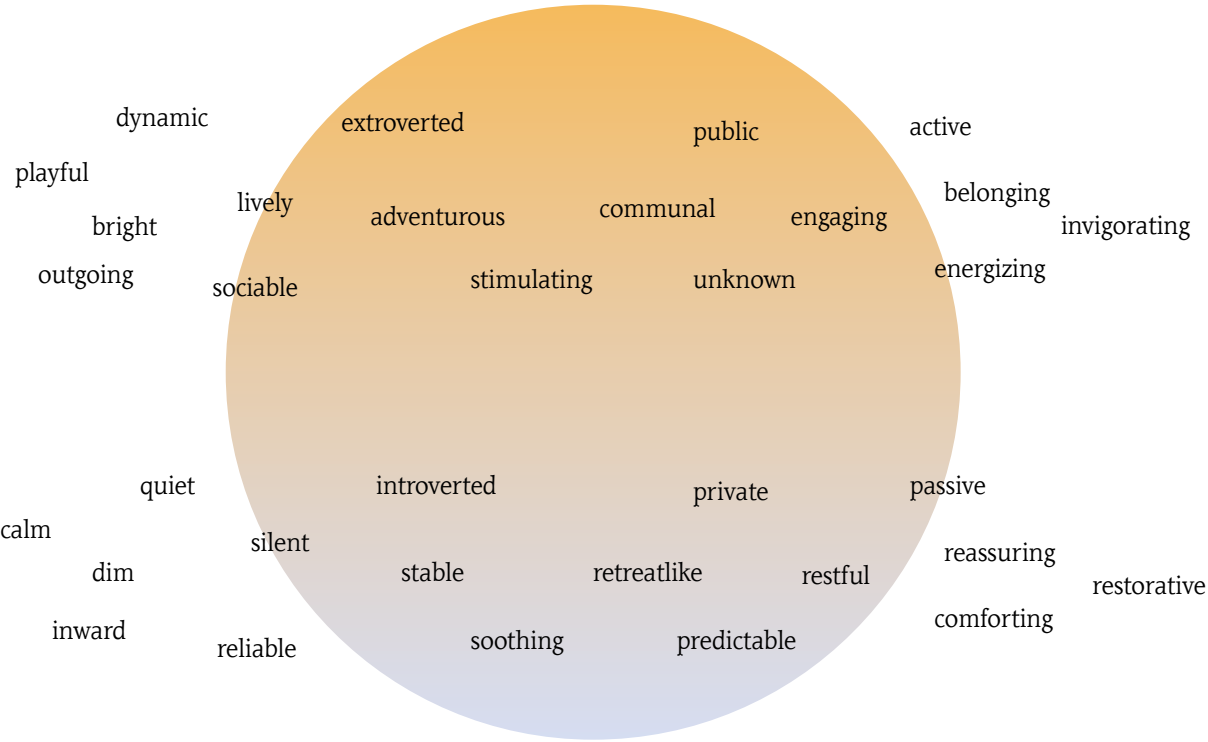 dynamic
extroverted
public
active
playful
lively
adventurous
communal
engaging
belonging
bright
invigorating
outgoing
sociable
stimulating
unknown
energizing
quiet
introverted
private
passive
calm
silent
reassuring
dim
stable
retreatlike
restful
restorative
inward
reliable
soothing
predictable
comforting